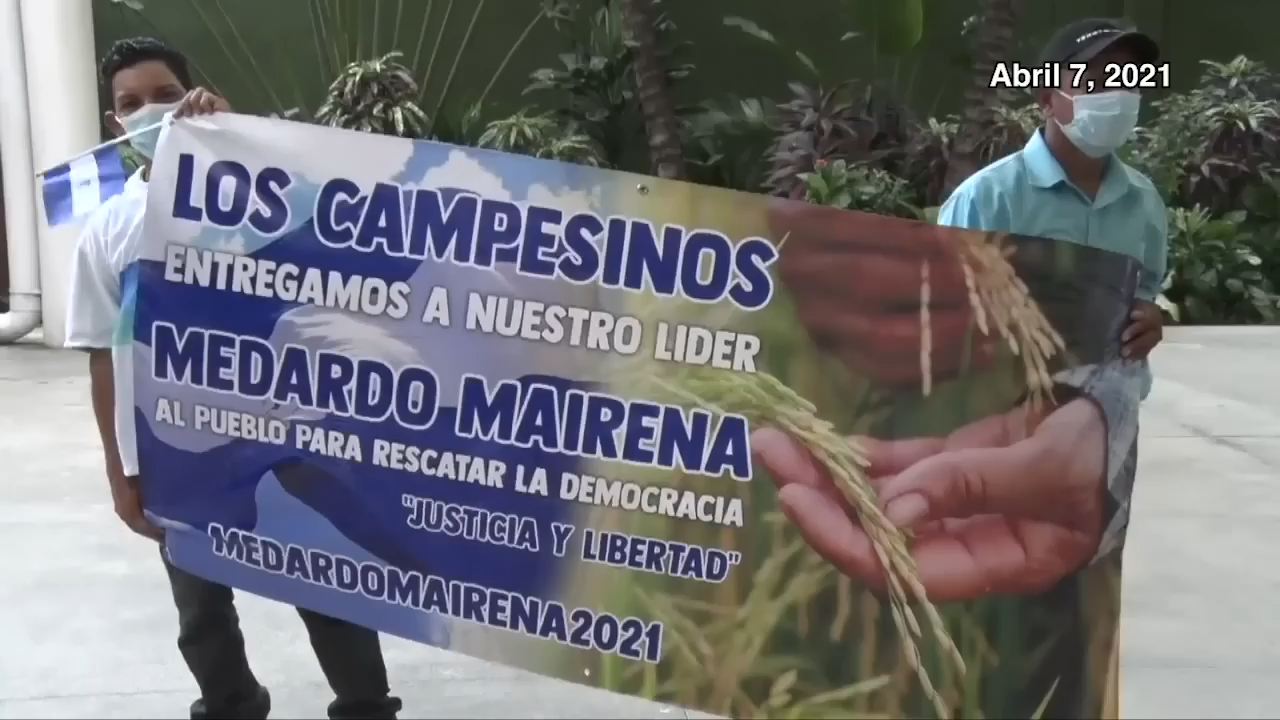 Abril 7, 2021
LOS CAMPESINOS
ENTREGAMOS A NUESTRO LIDER
MEDARDO MAIRENA
AL PUEBLO PARA RESCATAR LA DEMOCRACIA
"JUSTICIA Y LIBERTAD"
MEDARDOMAIRENA2021